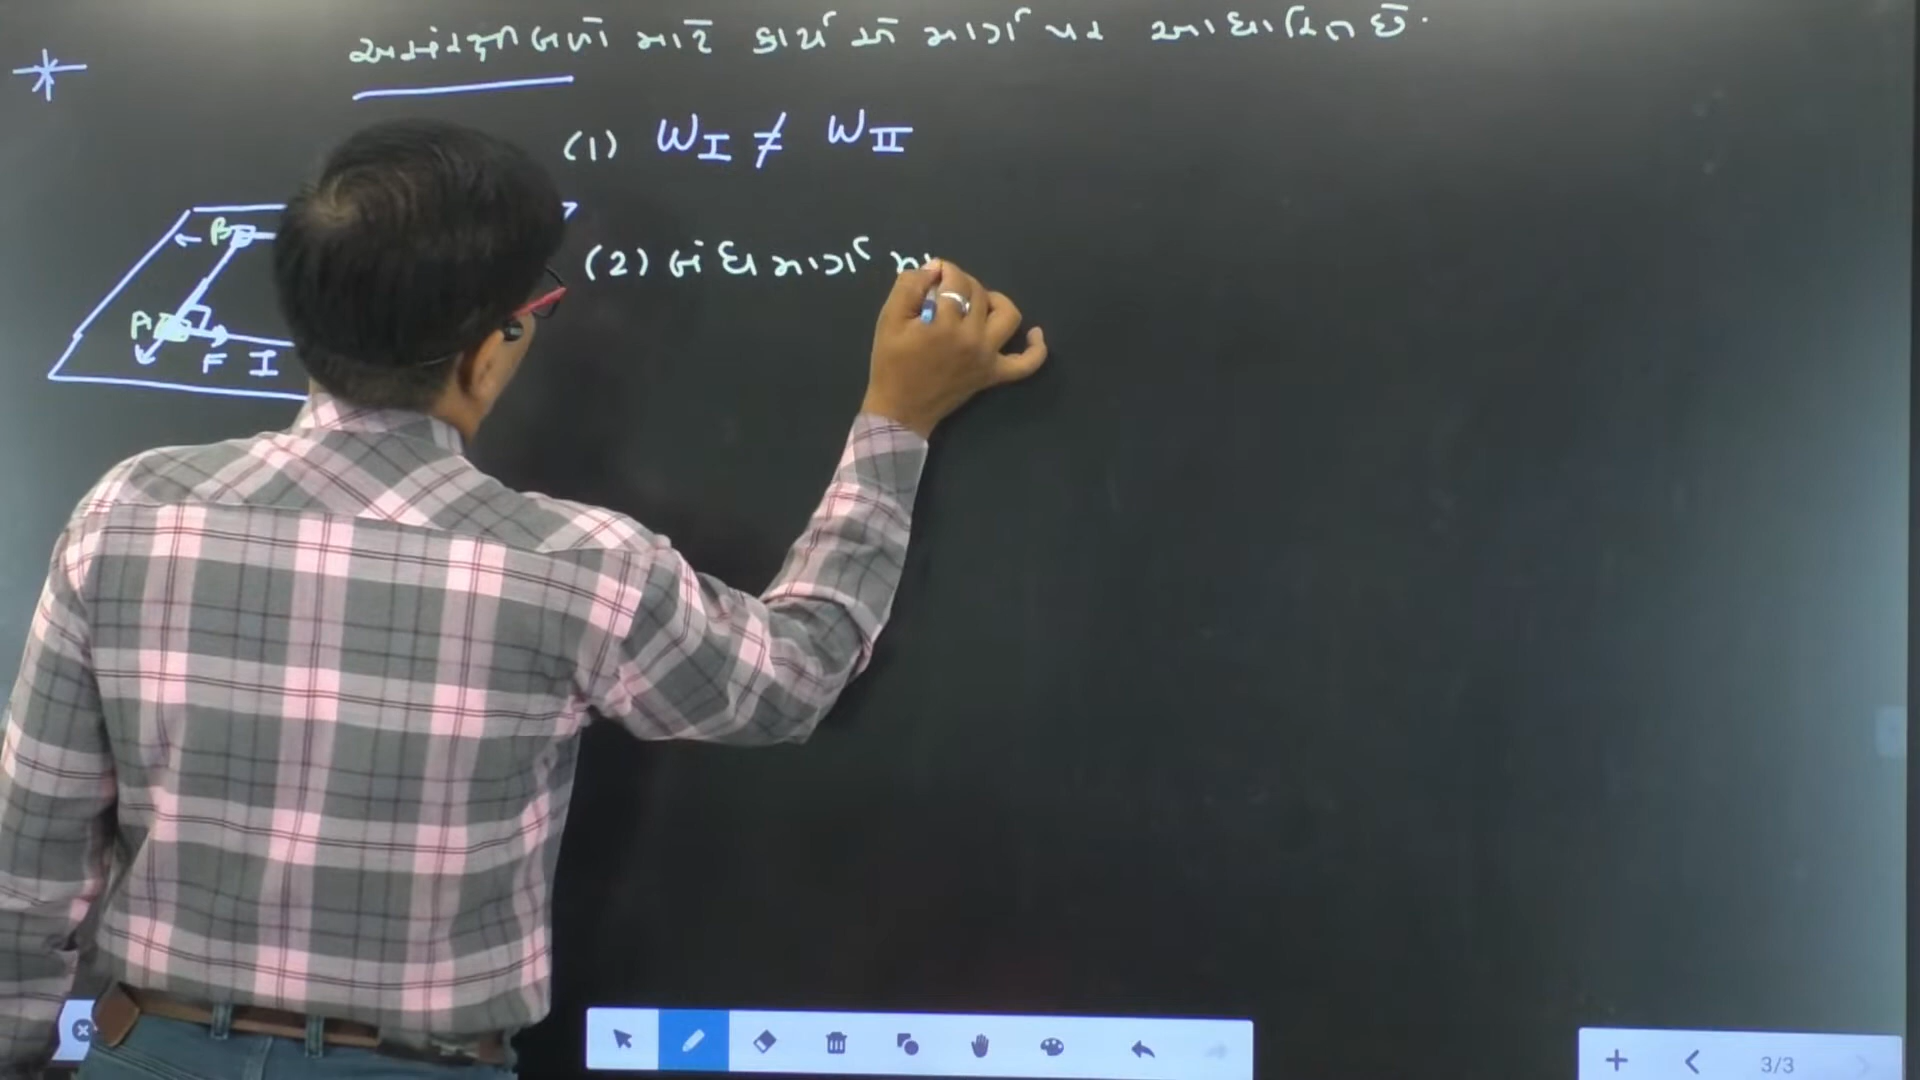 અસંરક્ષી બળો માટે કાર્ય એ માર્ગ પર આધારિત છે.
(1) W_I ≠ W_II
(2) બંધ માર્ગ મા
B
A
F I
3/3